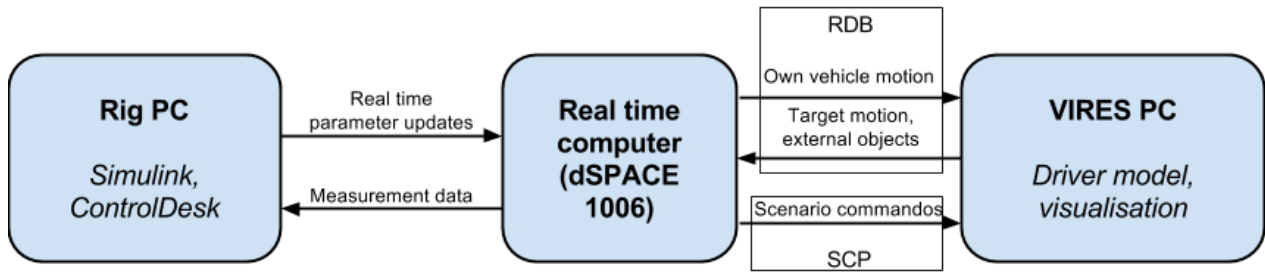 Rig PC
Simulink,
ControlDesk
Real time
parameter updates
Measurement data
Real time
computer
(dSPACE
1006)
RDB
Own vehicle motion
Target motion,
external objects
Scenario commandos
SCP
VIRES PC
Driver model,
visualisation